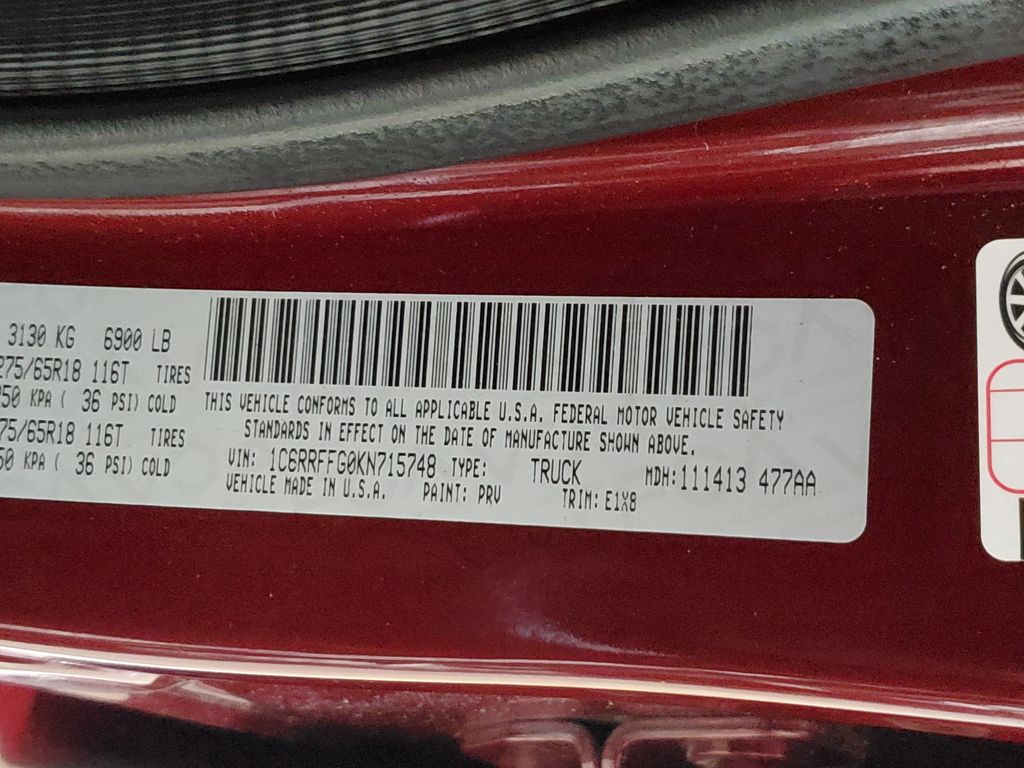 3130 KG 6900 LB
275/65R18 116T TIRES
250 KPA ( 36 PSI) COLD
275/65R18 116T TIRES
250 KPA ( 36 PSI) COLD
THIS VEHICLE CONFORMS TO ALL APPLICABLE U.S.A. FEDERAL MOTOR VEHICLE SAFETY
STANDARDS IN EFFECT ON THE DATE OF MANUFACTURE SHOWN ABOVE.
VIN: 1C6RRFFG0KN715748 TYPE: TRUCK MDH:111413 477AA
VEHICLE MADE IN U.S.A. PAINT: PRV TRIM: E1X8